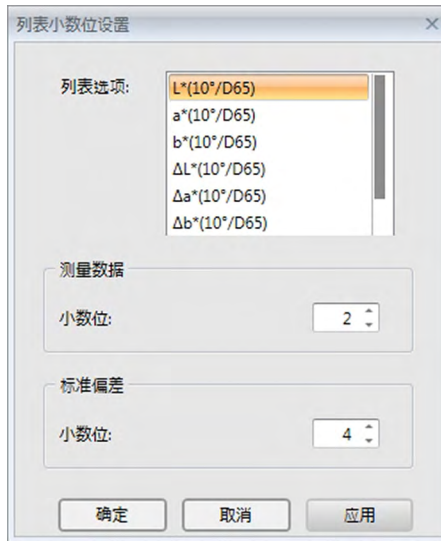 列表小数位设置
列表选项:
L*(10°/D65)
a*(10°/D65)
b*(10°/D65)
ΔL*(10°/D65)
Δa*(10°/D65)
Δb*(10°/D65)
测量数据
小数位: 2
标准偏差
小数位: 4
确定 取消 应用